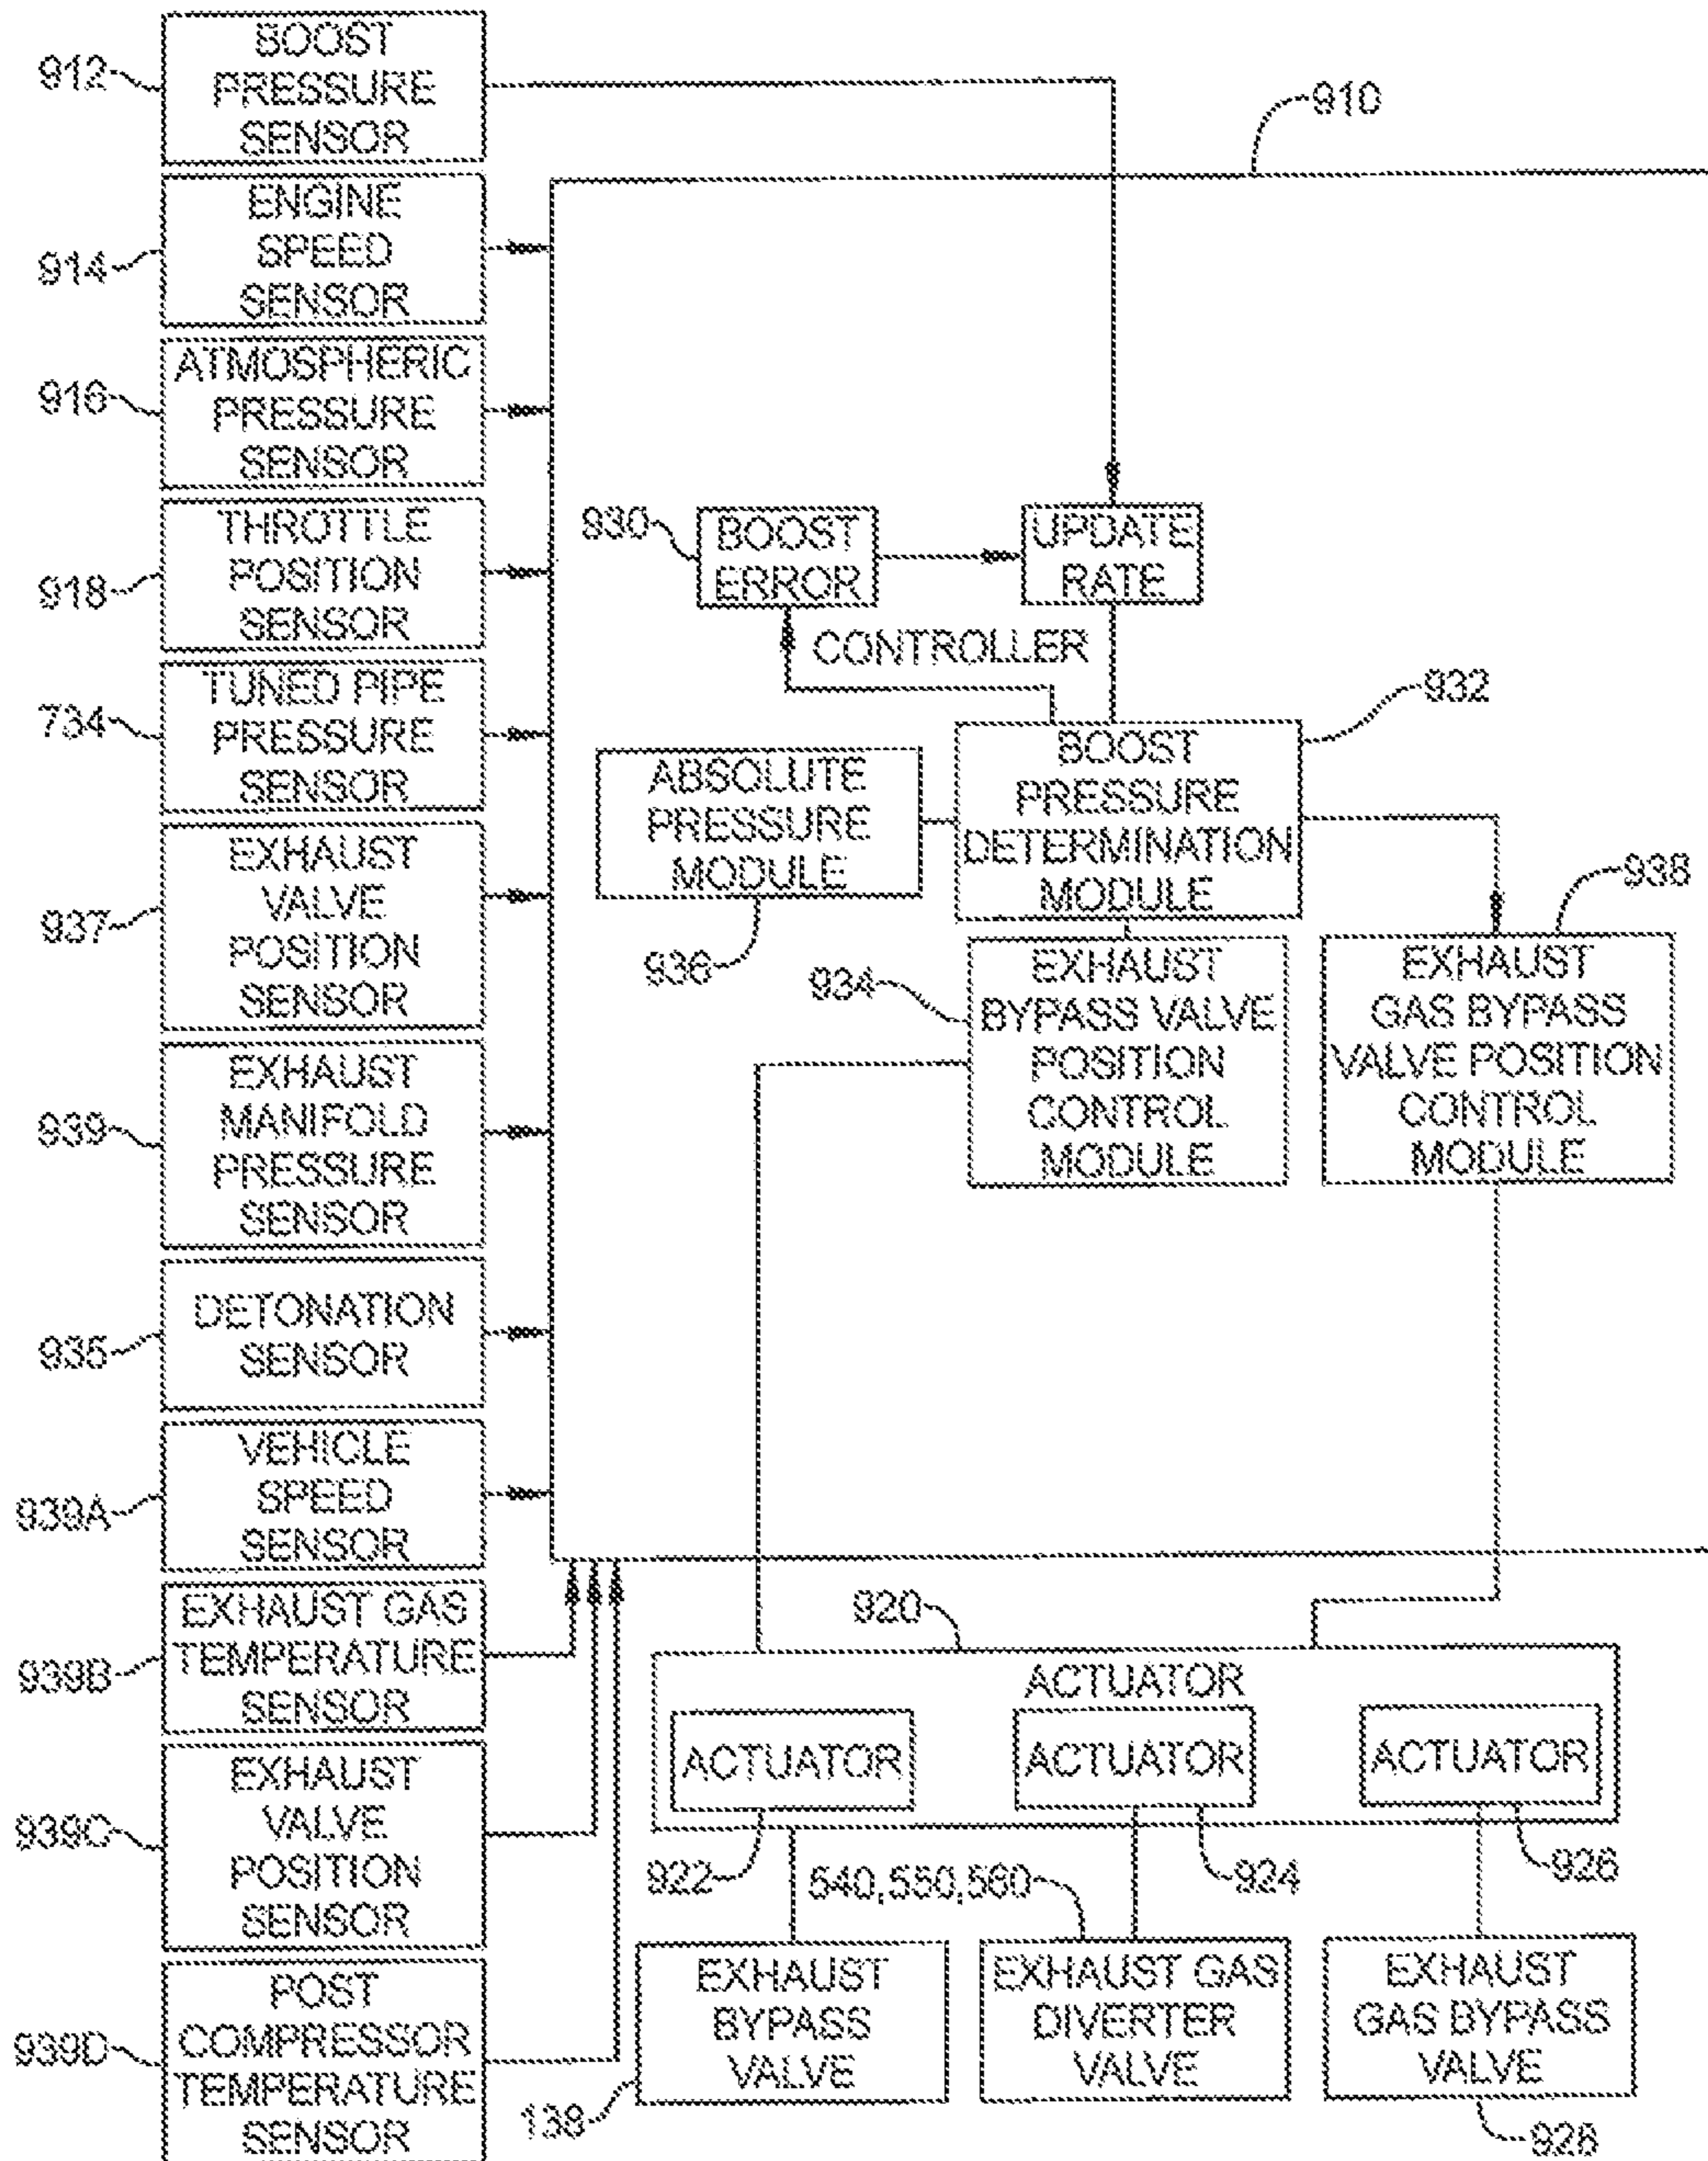 912
BOOST
PRESSURE
SENSOR
910
914
ENGINE
SPEED
SENSOR
916
ATMOSPHERIC
PRESSURE
SENSOR
918
THROTTLE
POSITION
SENSOR
734
TUNED PIPE
PRESSURE
SENSOR
937
EXHAUST
VALVE
POSITION
SENSOR
939
EXHAUST
MANIFOLD
PRESSURE
SENSOR
935
DETONATION
SENSOR
939A
VEHICLE
SPEED
SENSOR
939B
EXHAUST GAS
TEMPERATURE
SENSOR
939C
EXHAUST
VALVE
POSITION
SENSOR
939D
POST
COMPRESSOR
TEMPERATURE
SENSOR
930
BOOST
ERROR
UPDATE
RATE
CONTROLLER
932
BOOST
PRESSURE
DETERMINATION
MODULE
ABSOLUTE
PRESSURE
MODULE
936
934
EXHAUST
BYPASS VALVE
POSITION
CONTROL
MODULE
938
EXHAUST
GAS BYPASS
VALVE POSITION
CONTROL
MODULE
920
ACTUATOR
ACTUATOR
ACTUATOR
ACTUATOR
922
540,550,560
924
926
EXHAUST
BYPASS
VALVE
138
EXHAUST GAS
DIVERTER
VALVE
EXHAUST
GAS BYPASS
VALVE
928